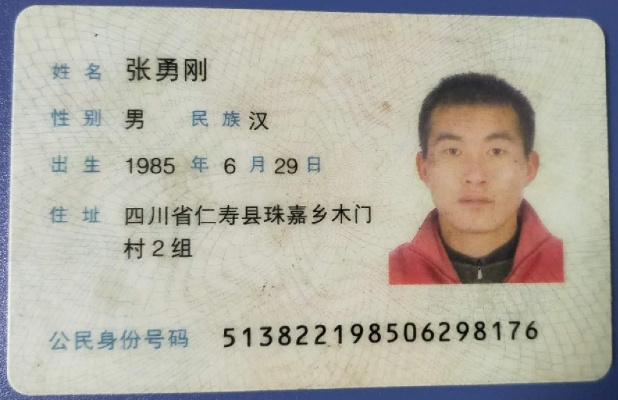 姓名 张勇刚
性别 男 民族 汉
出生 1985 年 6 月 29 日
住址 四川省仁寿县珠嘉乡木门
村2组
公民身份号码 513822198506298176